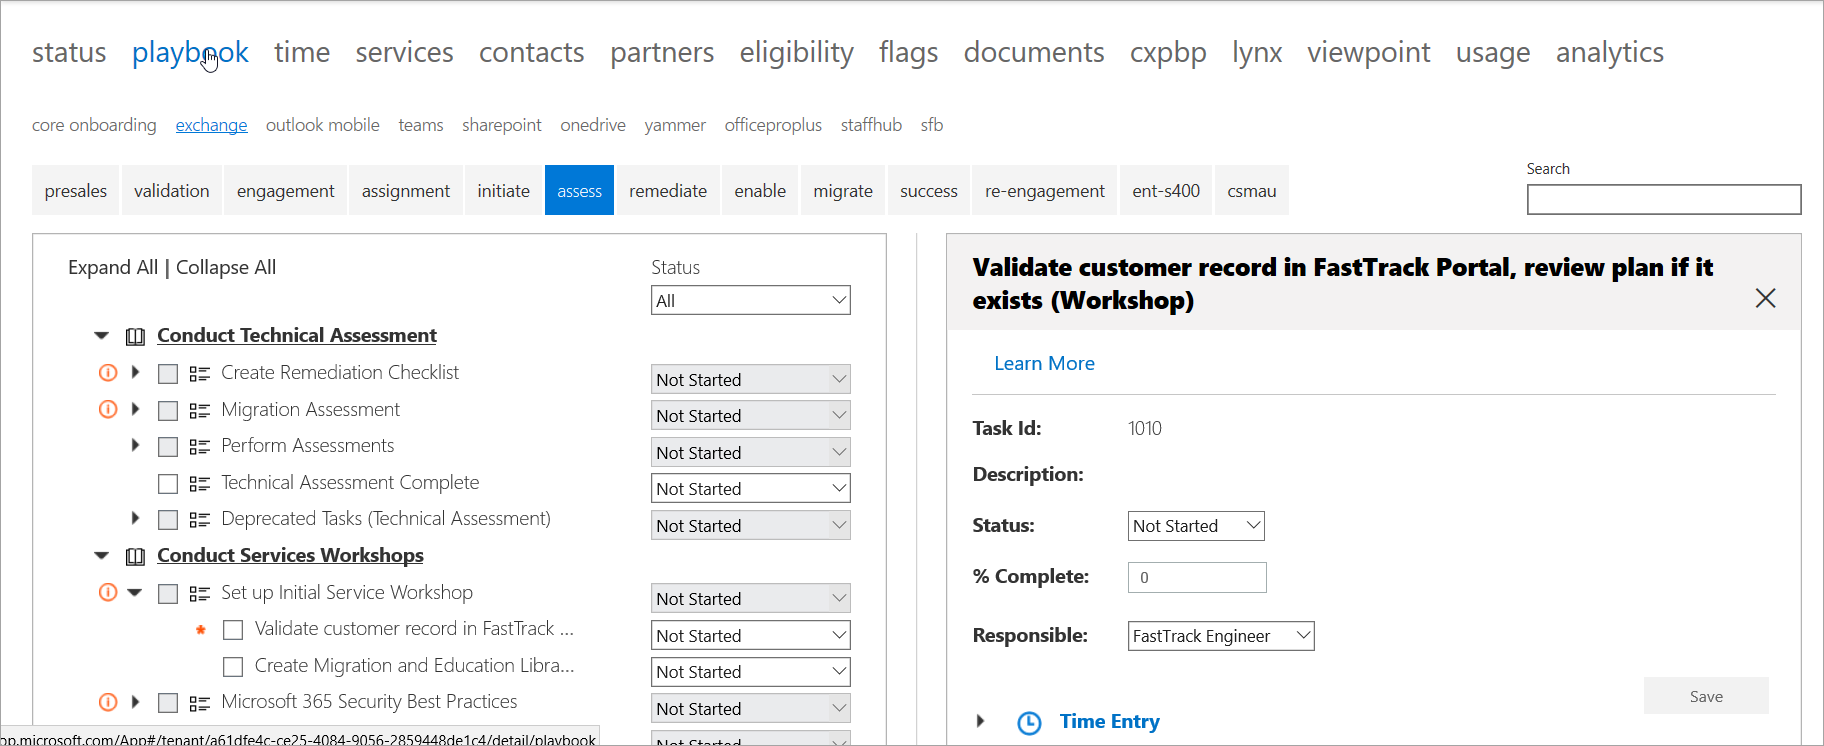 status playbook time services contacts partners eligibility flags documents cxpbp lynx viewpoint usage analytics
core onboarding exchange outlook mobile teams sharepoint onedrive yammer officeproplus staffhub sfb
presales validation engagement assignment initiate assess remediate enable migrate success re-engagement ent-s400 csmau
Search
Expand All | Collapse All
Status
All
Conduct Technical Assessment
Create Remediation Checklist Not Started
Migration Assessment Not Started
Perform Assessments Not Started
Technical Assessment Complete Not Started
Deprecated Tasks (Technical Assessment) Not Started
Conduct Services Workshops
Set up Initial Service Workshop Not Started
Validate customer record in FastTrack ... Not Started
Create Migration and Education Libra... Not Started
Microsoft 365 Security Best Practices Not Started
Not Started
op.microsoft.com/App#/tenant/a61dfe4c-ce25-4084-9056-2859448de1c4/detail/playbook
Validate customer record in FastTrack Portal, review plan if it
exists (Workshop)
Learn More
Task Id: 1010
Description:
Status: Not Started
% Complete: 0
Responsible: FastTrack Engineer
Save
Time Entry